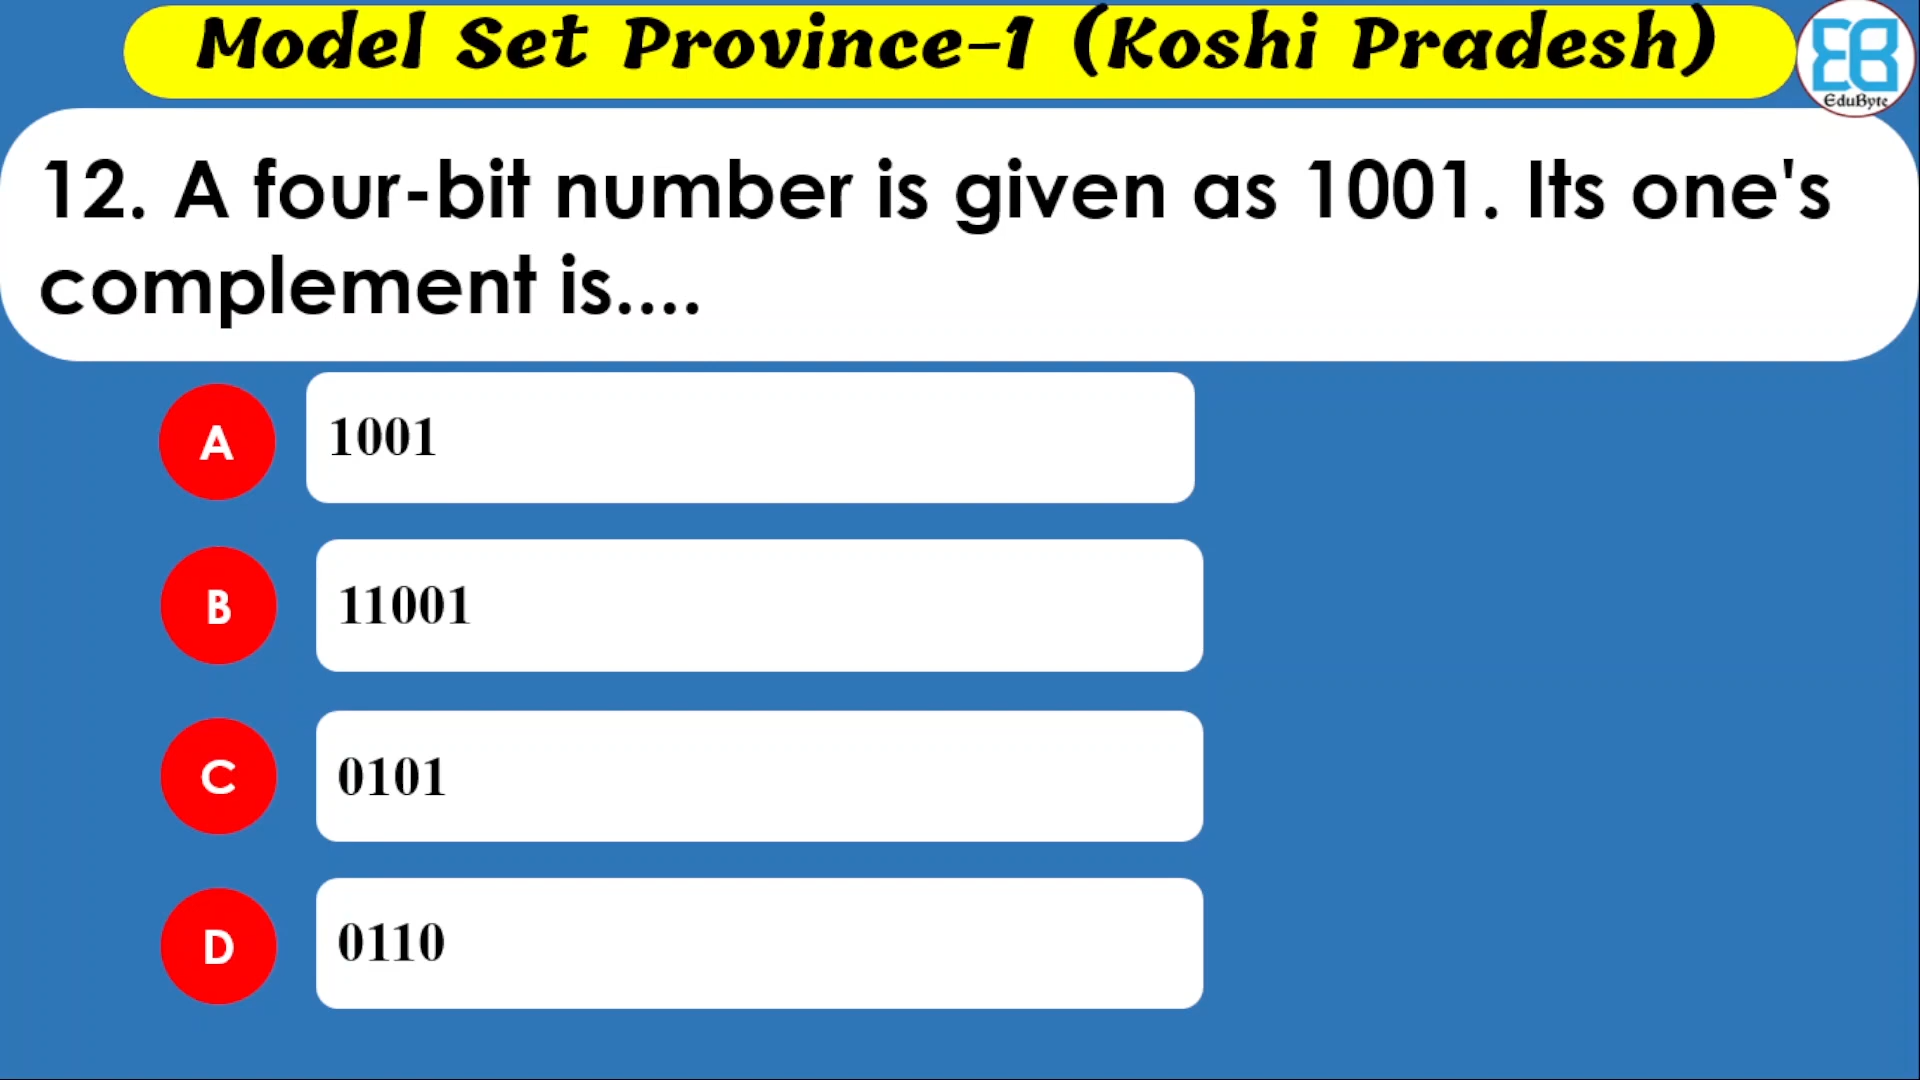 Model Set Province-1 (Koshi Pradesh)
EduByte
12. A four-bit number is given as 1001. Its one's
complement is....
A
1001
B
11001
C
0101
D
0110